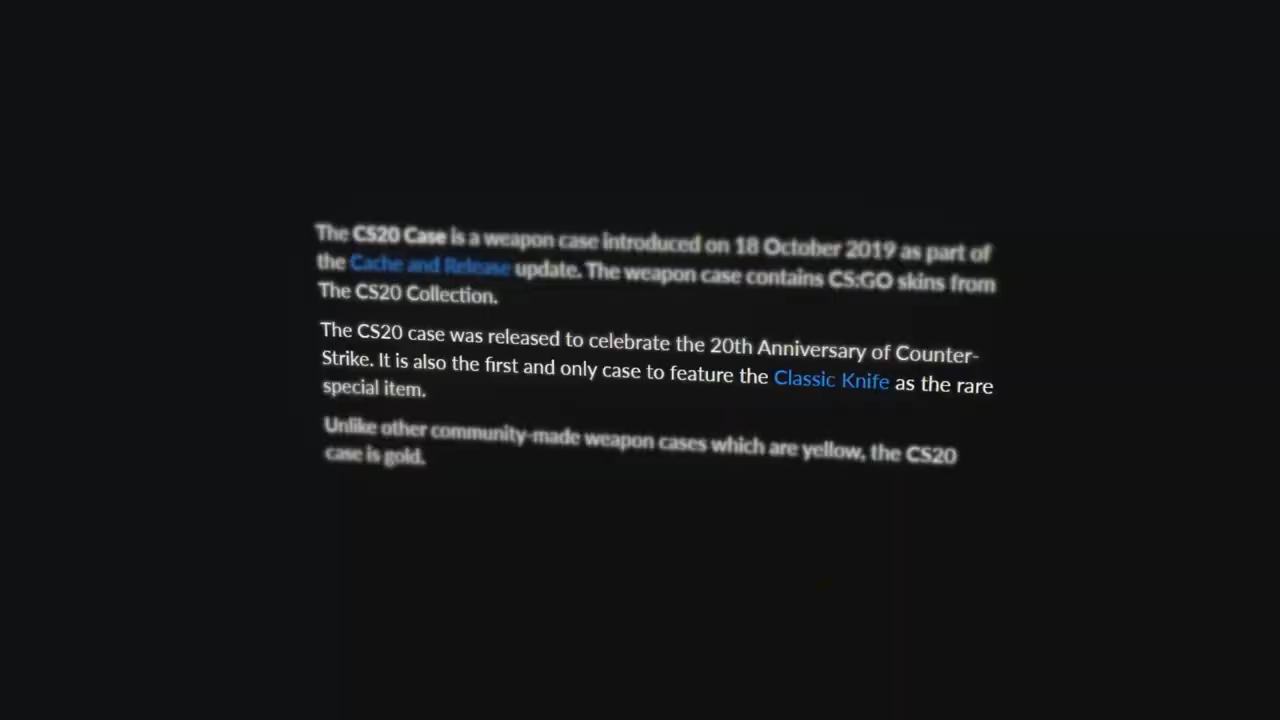 The CS20 Case is a weapon case introduced on 18 October 2019 as part of
the Cache and Release update. The weapon case contains CS:GO skins from
The CS20 Collection.
The CS20 case was released to celebrate the 20th Anniversary of Counter-
Strike. It is also the first and only case to feature the Classic Knife as the rare
special item.
Unlike other community-made weapon cases which are yellow, the CS20
case is gold.